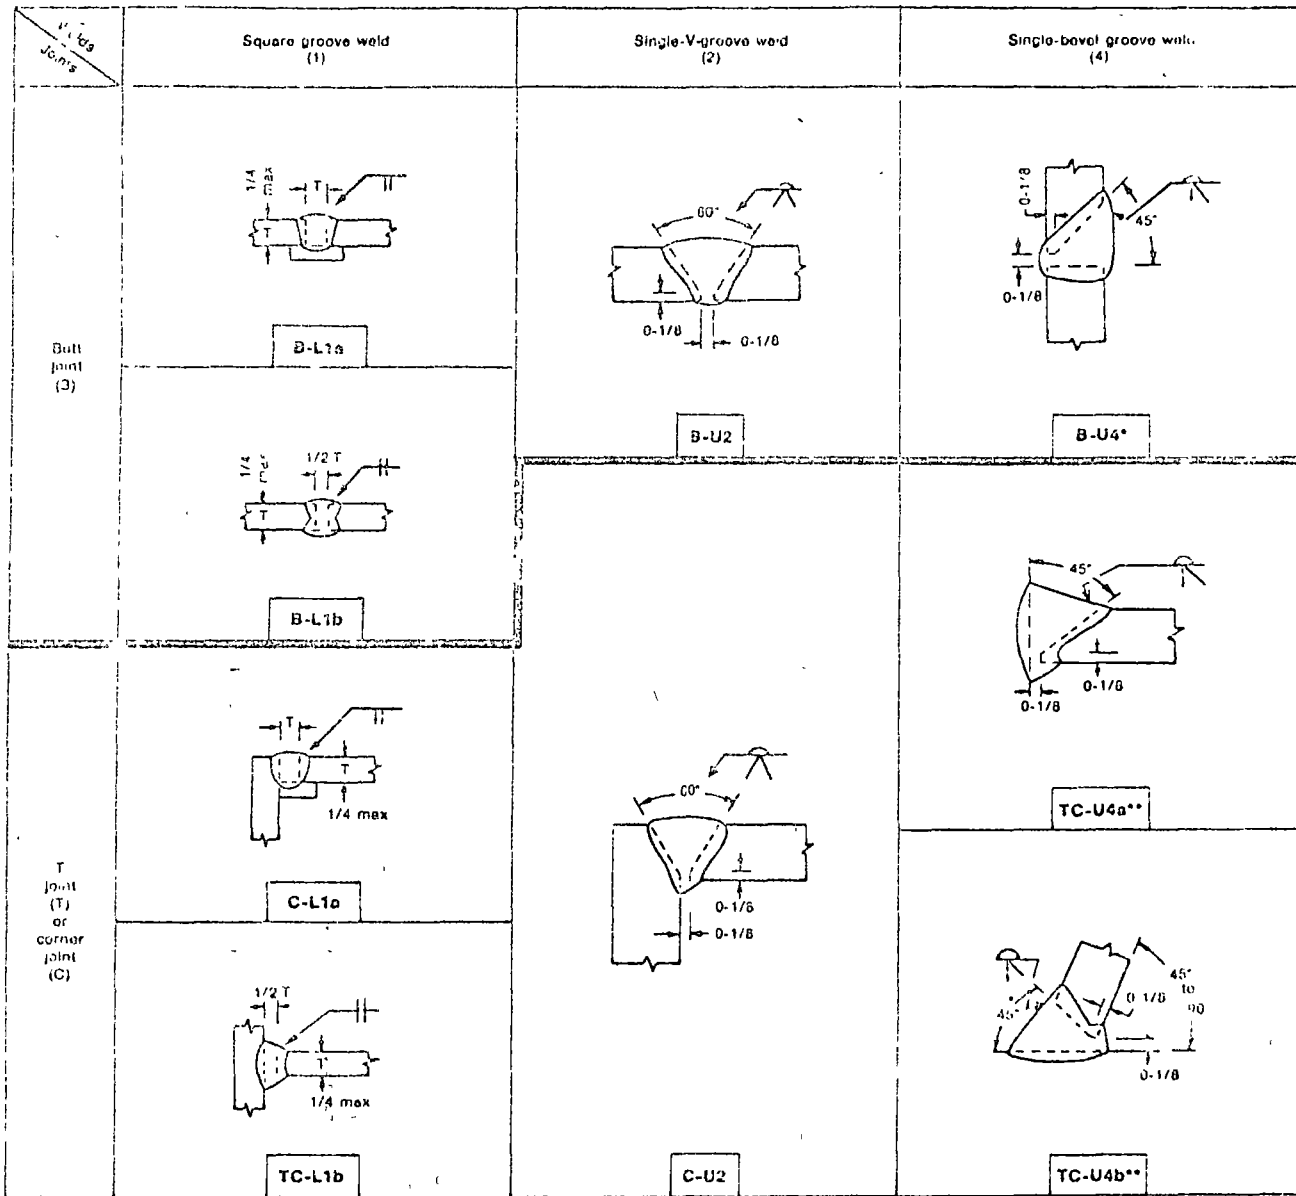 Joints
Square groove weld
(1)
Single-V-groove weld
(2)
Single-bevel groove weld
(4)
Butt
joint
(B)
1/4
max
T
T
B-L1a
1/4
max
1/2 T
T
B-L1b
60°
0-1/8
0-1/8
B-U2
0-1/8
45°
0-1/8
B-U4*
T
joint
(T)
or
corner
joint
(C)
T
T
1/4 max
C-L1a
1/2 T
T
1/4 max
TC-L1b
60°
0-1/8
0-1/8
C-U2
45°
0-1/8
0-1/8
TC-U4a**
45°
0-1/8
45°
to
90
0-1/8
TC-U4b**